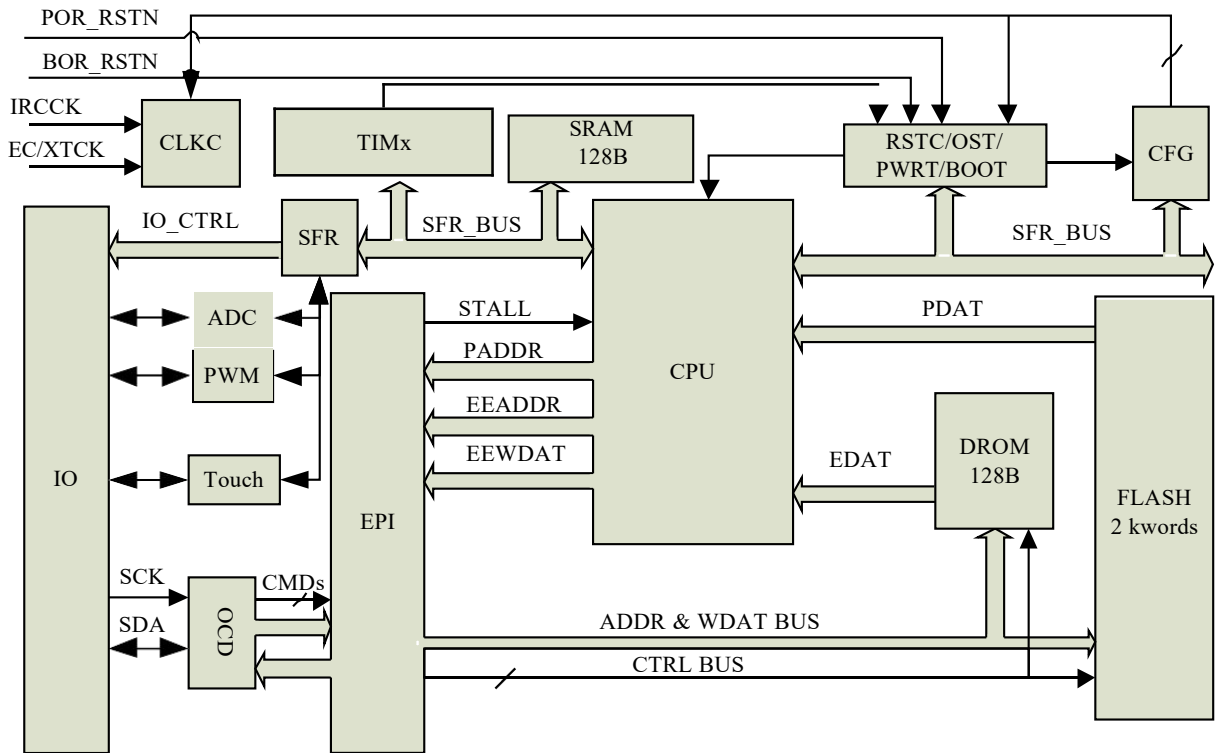 POR_RSTN
BOR_RSTN
IRCCK
EC/XTCK
CLKC
TIMx
SRAM
128B
RSTC/OST/
PWRT/BOOT
CFG
IO_CTRL
SFR
SFR_BUS
SFR_BUS
ADC
PWM
Touch
IO
EPI
STALL
PADDR
EEADDR
EEWDAT
CPU
PDAT
EDAT
DROM
128B
FLASH
2 kwords
SCK
SDA
OCD
CMDs
ADDR & WDAT BUS
CTRL BUS